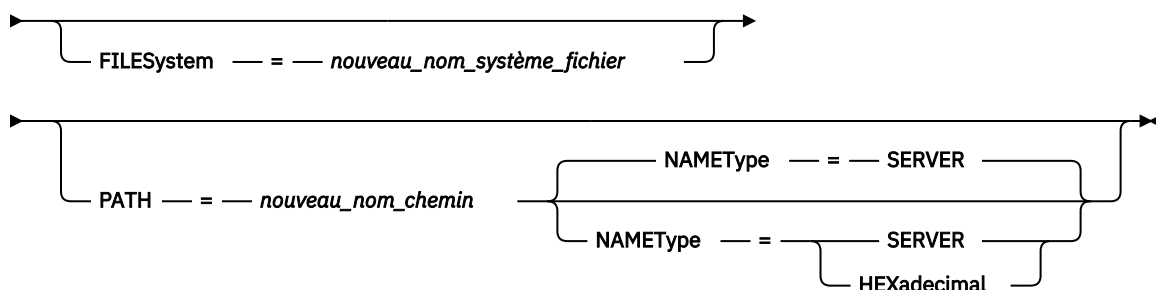 FILESystem = nouveau_nom_système_fichier
NAMEType = SERVER
PATH = nouveau_nom_chemin
NAMEType = SERVER
HEXadecimal